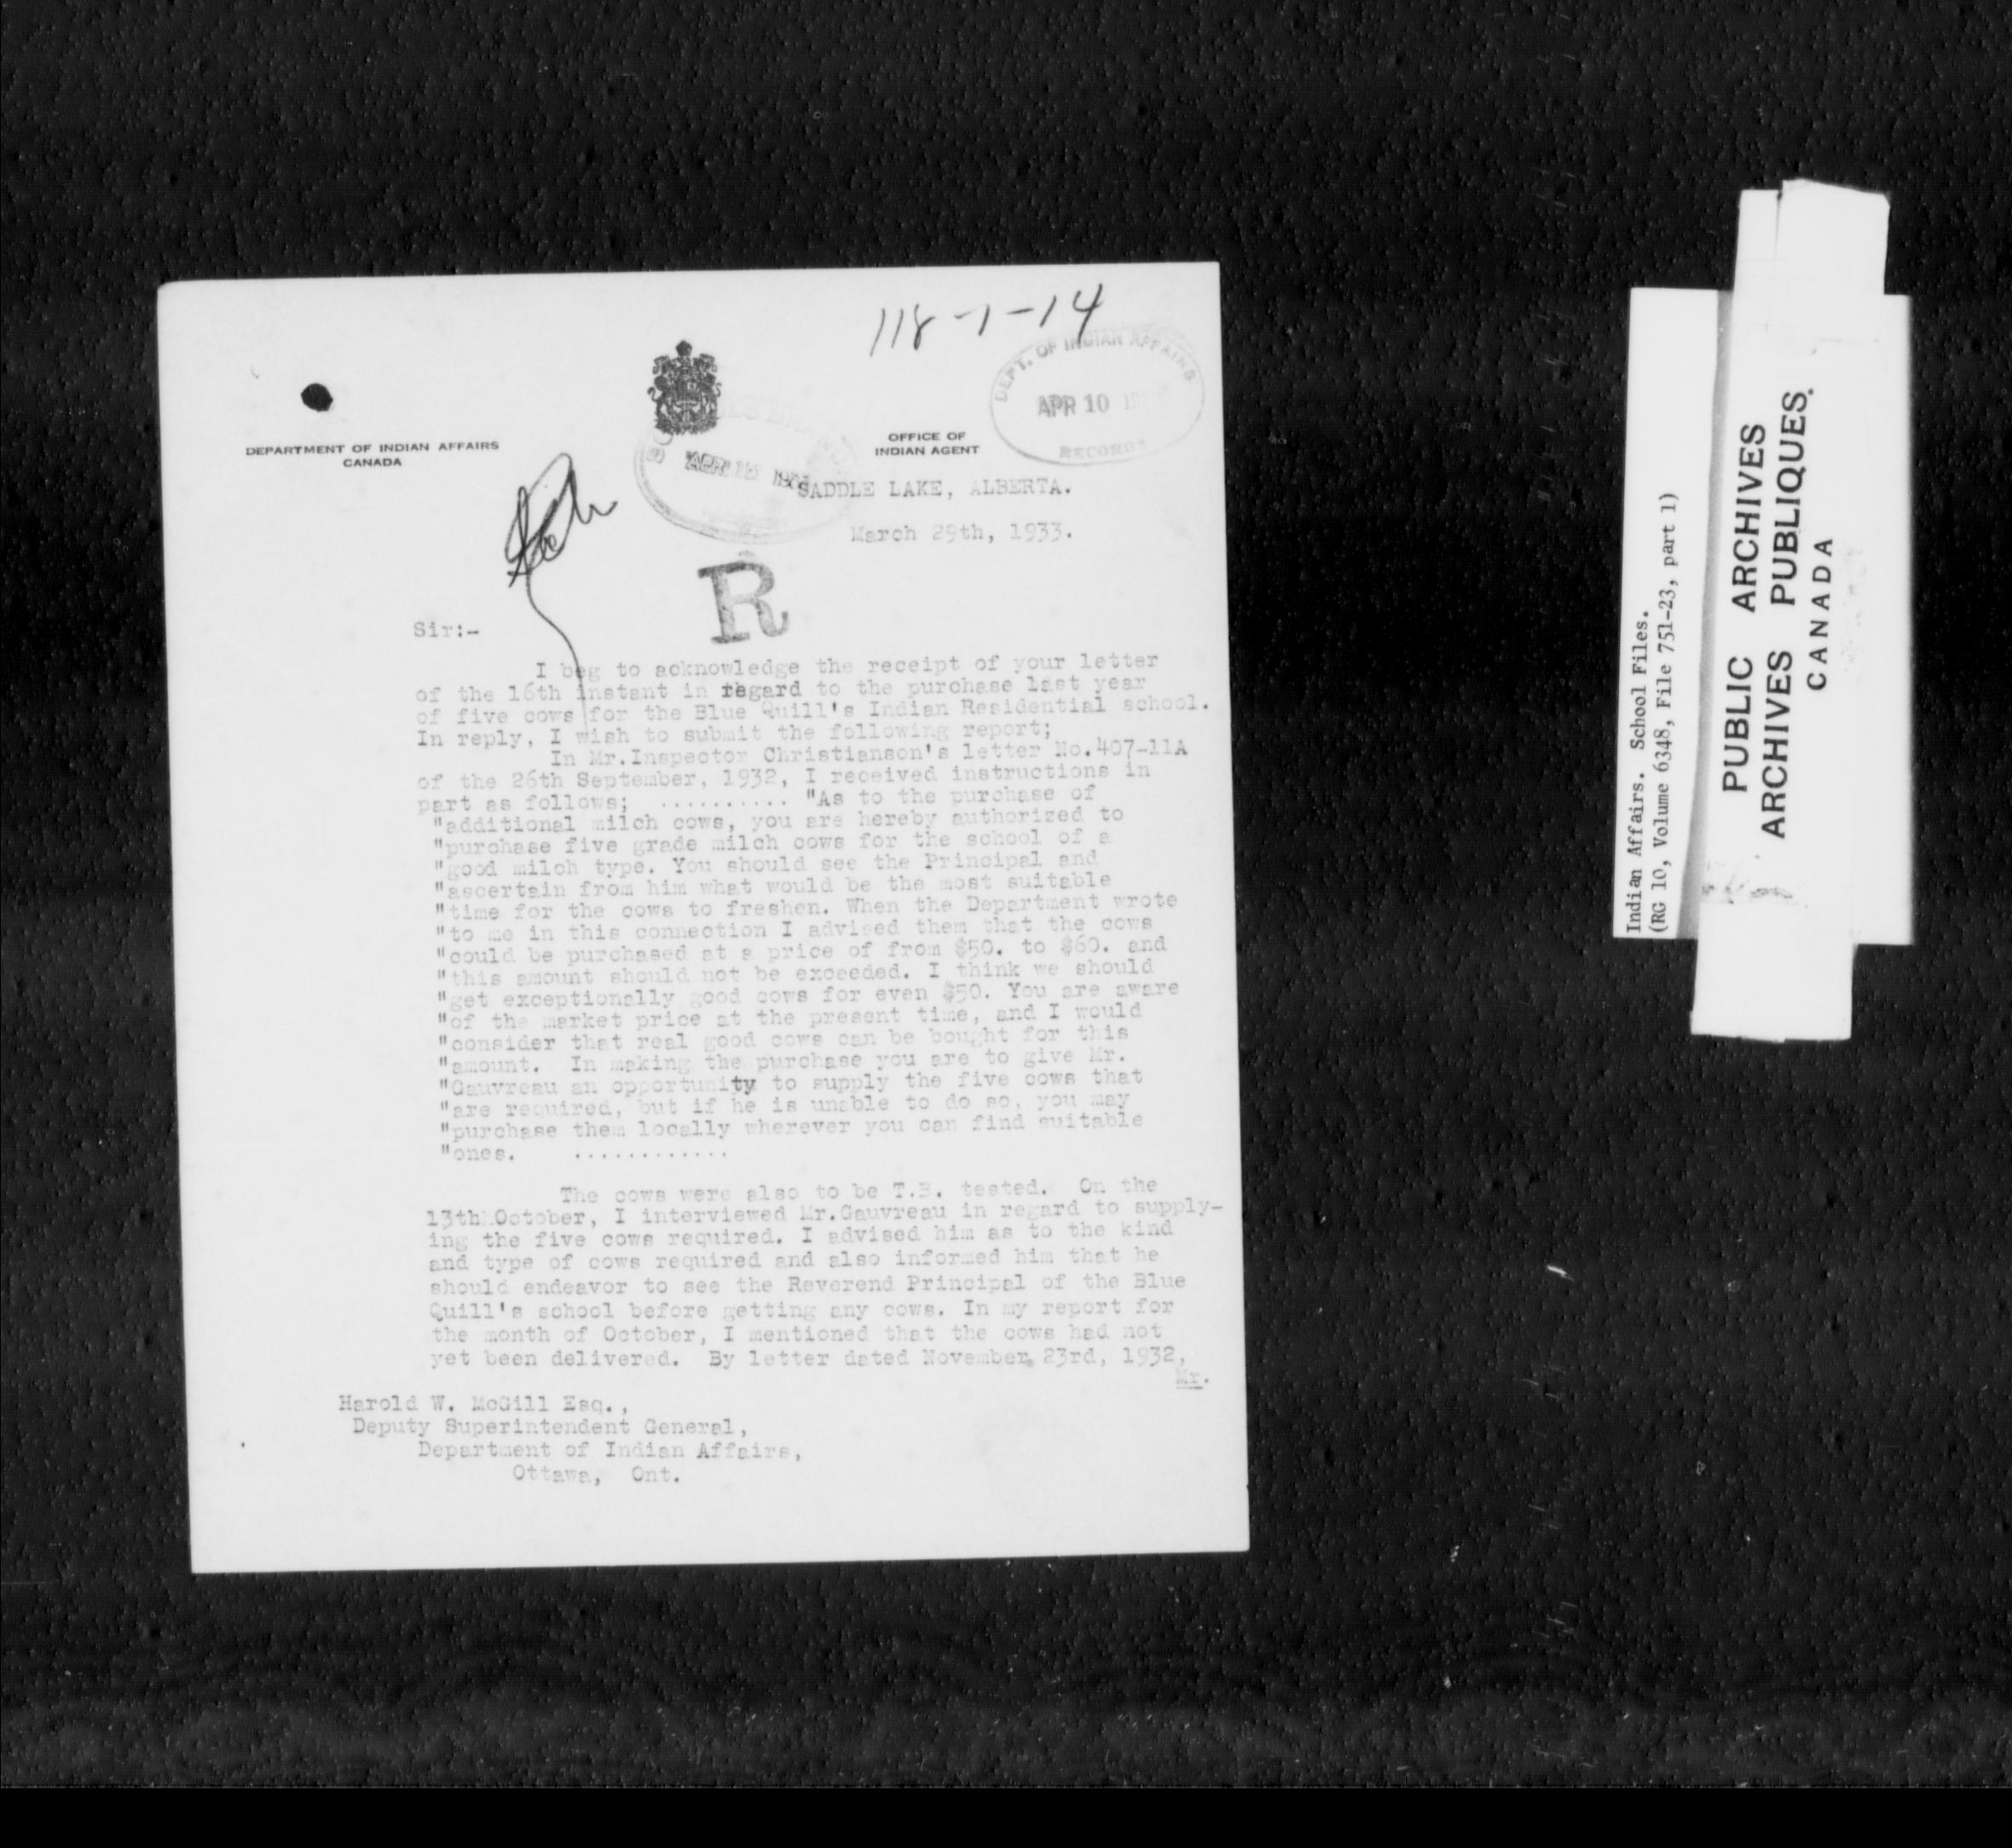 118-1-14
DEPT. OF INDIAN AFFAIRS
APR 10
RECORDS
DEPARTMENT OF INDIAN AFFAIRS
CANADA
OFFICE OF
INDIAN AGENT
APR 15
SADDLE LAKE, ALBERTA.
March 29th, 1933.
R
Sir:-
I beg to acknowledge the receipt of your letter
of the 16th instant in regard to the purchase last year
of five cows for the Blue Quill's Indian Residential school.
In reply, I wish to submit the following report;
In Mr.Inspector Christianson's letter No.407-11A
of the 26th September, 1932, I received instructions in
part as follows; .......... "As to the purchase of
"additional milch cows, you are hereby authorized to
"purchase five grade milch cows for the school of a
"good milch type. You should see the Principal and
"ascertain from him what would be the most suitable
"time for the cows to freshen. When the Department wrote
"to me in this connection I advised them that the cows
"could be purchased at a price of from $50. to $60. and
"this amount should not be exceeded. I think we should
"get exceptionally good cows for even $50. You are aware
"of the market price at the present time, and I would
"consider that real good cows can be bought for this
"amount. In making the purchase you are to give Mr.
"Gauvreau an opportunity to supply the five cows that
"are required, but if he is unable to do so, you may
"purchase them locally wherever you can find suitable
"ones. ............
The cows were also to be T.B. tested. On the
13th October, I interviewed Mr.Gauvreau in regard to supply-
ing the five cows required. I advised him as to the kind
and type of cows required and also informed him that he
should endeavor to see the Reverend Principal of the Blue
Quill's school before getting any cows. In my report for
the month of October, I mentioned that the cows had not
yet been delivered. By letter dated November, 23rd, 1932,
Mr.
Harold W. McGill Esq.,
Deputy Superintendent General,
Department of Indian Affairs,
Ottawa, Ont.
Indian Affairs. School Files.
(RG 10, Volume 6348, File 751-23, part 1)
PUBLIC ARCHIVES
ARCHIVES PUBLIQUES
CANADA